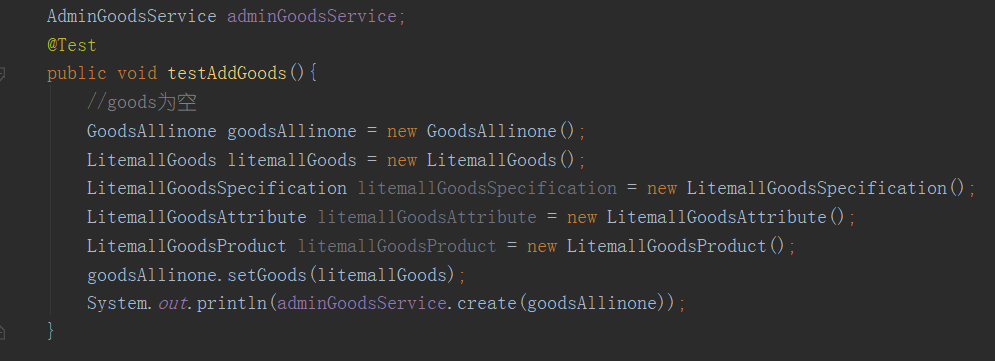 AdminGoodsService adminGoodsService;
@Test
public void testAddGoods(){
//goods为空
GoodsAllinone goodsAllinone = new GoodsAllinone();
LitemallGoods litemallGoods = new LitemallGoods();
LitemallGoodsSpecification litemallGoodsSpecification = new LitemallGoodsSpecification();
LitemallGoodsAttribute litemallGoodsAttribute = new LitemallGoodsAttribute();
LitemallGoodsProduct litemallGoodsProduct = new LitemallGoodsProduct();
goodsAllinone.setGoods(litemallGoods);
System.out.println(adminGoodsService.create(goodsAllinone));
}